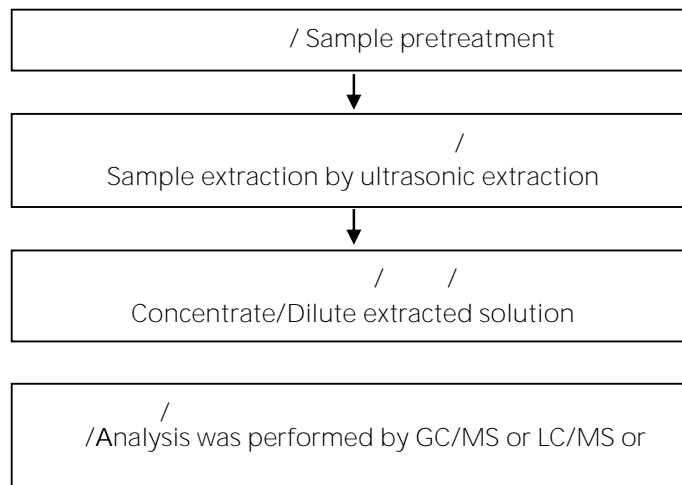 / Sample pretreatment
/
Sample extraction by ultrasonic extraction
/ /
Concentrate/Dilute extracted solution
/
/Analysis was performed by GC/MS or LC/MS or